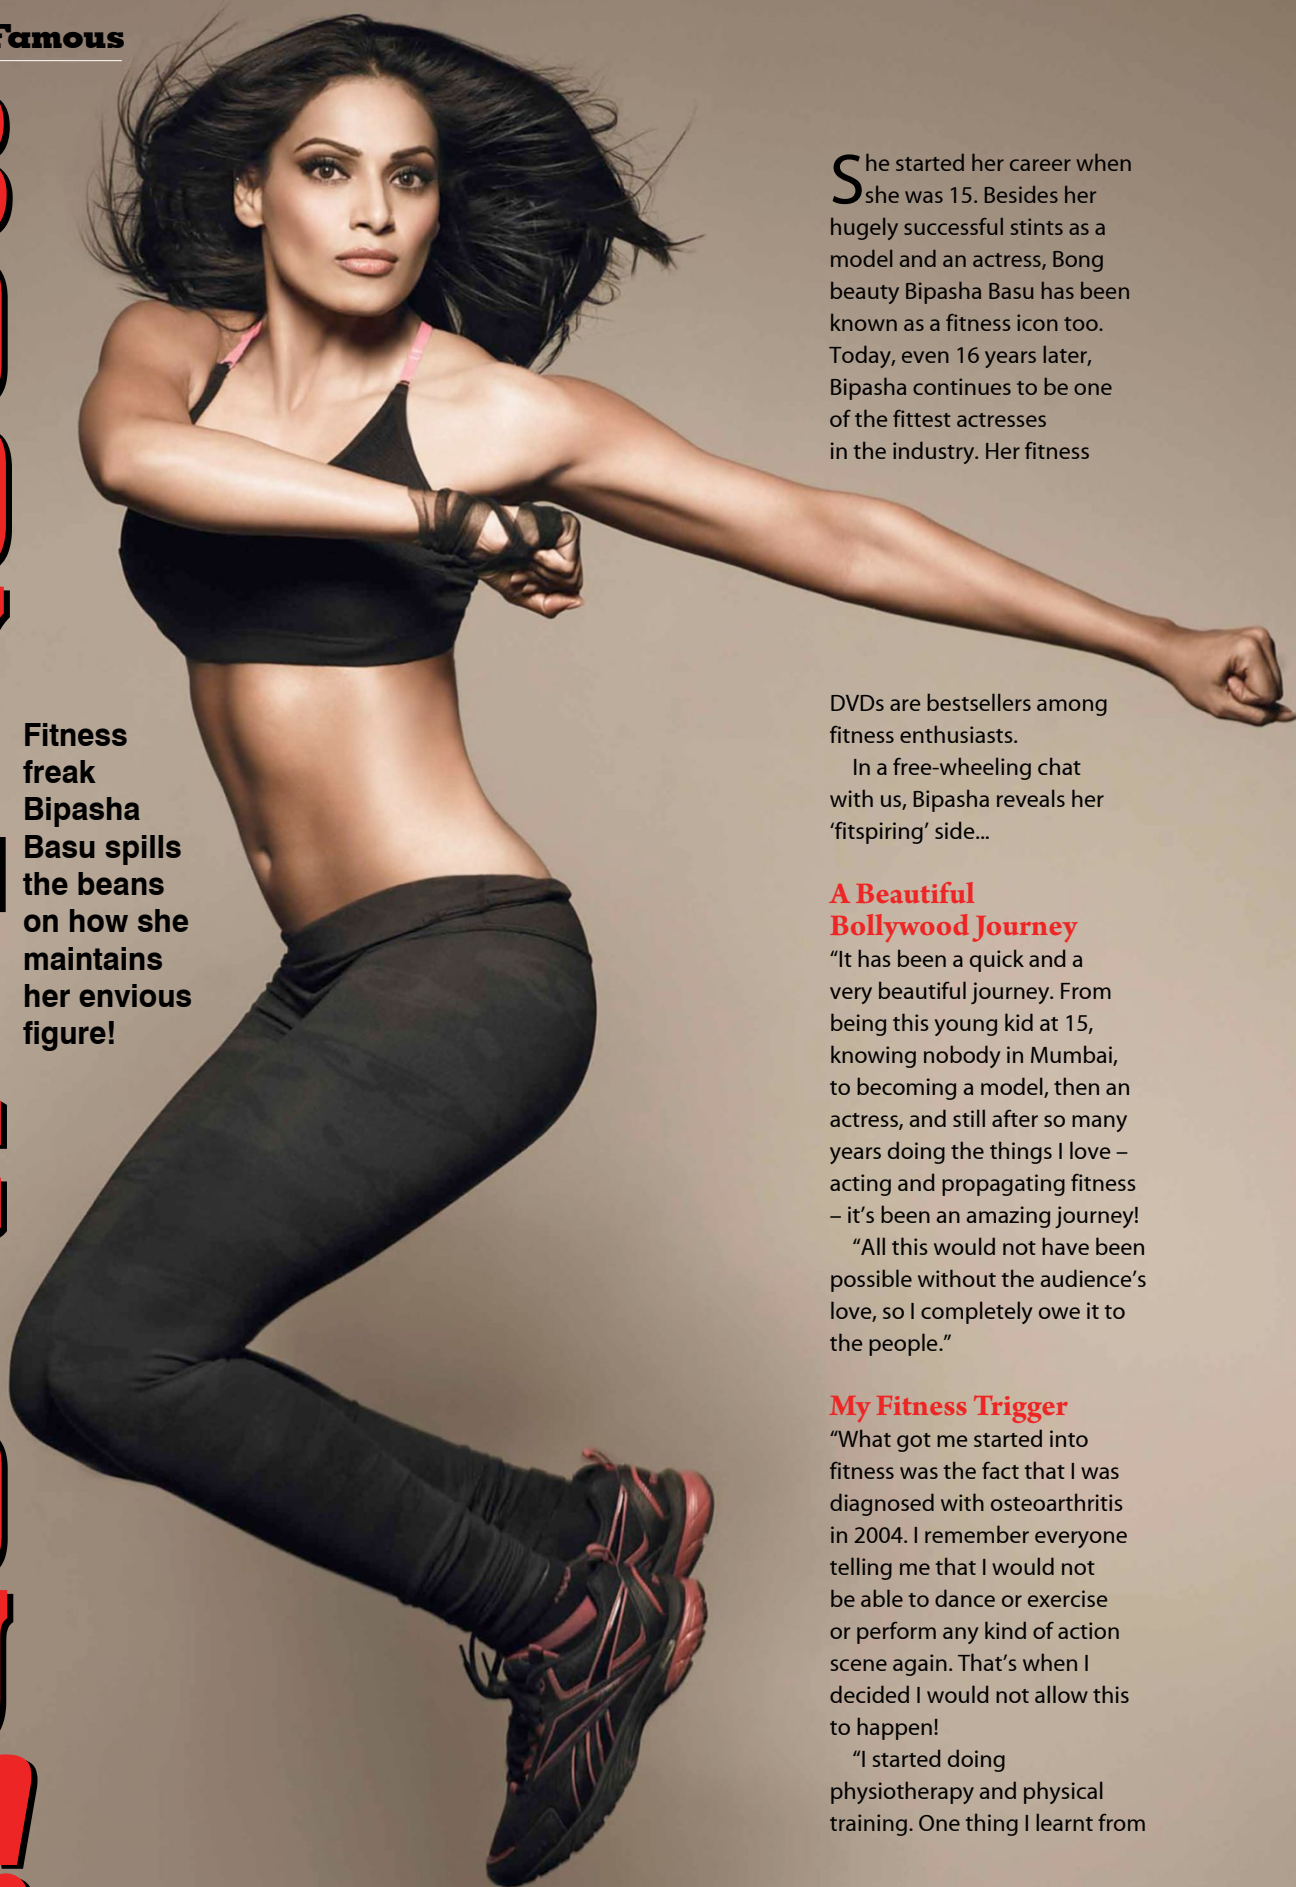 Famous
Fitness
freak
Bipasha
Basu spills
the beans
on how she
maintains
her envious
figure!
She started her career when
she was 15. Besides her
hugely successful stints as a
model and an actress, Bong
beauty Bipasha Basu has been
known as a fitness icon too.
Today, even 16 years later,
Bipasha continues to be one
of the fittest actresses
in the industry. Her fitness
DVDs are bestsellers among
fitness enthusiasts.
In a free-wheeling chat
with us, Bipasha reveals her
‘fitspiring’ side...
A Beautiful
Bollywood Journey
“It has been a quick and a
very beautiful journey. From
being this young kid at 15,
knowing nobody in Mumbai,
to becoming a model, then an
actress, and still after so many
years doing the things I love –
acting and propagating fitness
– it’s been an amazing journey!
“All this would not have been
possible without the audience’s
love, so I completely owe it to
the people.”
My Fitness Trigger
“What got me started into
fitness was the fact that I was
diagnosed with osteoarthritis
in 2004. I remember everyone
telling me that I would not
be able to dance or exercise
or perform any kind of action
scene again. That’s when I
decided I would not allow this
to happen!
“I started doing
physiotherapy and physical
training. One thing I learnt from